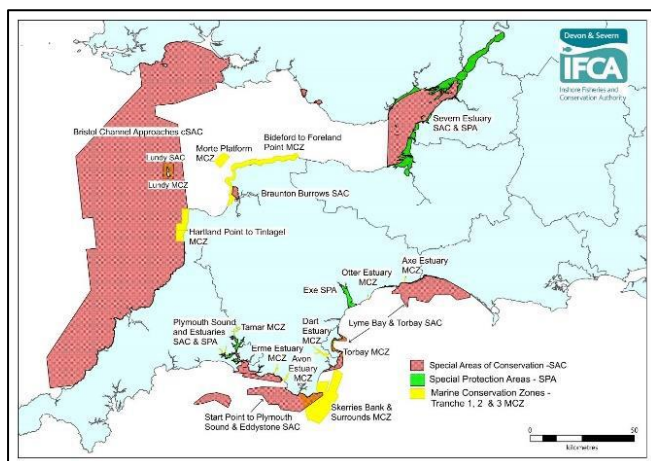 Devon & Severn
IFCA
Inshore Fisheries and
Conservation Authority
Severn Estuary
SAC & SPA
Bideford to Foreland
Point MCZ
Morte Platform
MCZ
Bristol Channel Approaches cSAC
Lundy SAC
Lundy MCZ
Braunton Burrows SAC
Hartland Point to Tintagel
MCZ
Axe Estuary
MCZ
Otter Estuary
MCZ
Exe SPA
Lyme Bay & Torbay SAC
Dart
Estuary
MCZ
Torbay MCZ
Plymouth Sound
and Estuaries
SAC & SPA
Tamar MCZ
Erme Estuary
MCZ
Avon
Estuary
MCZ
Start Point to Plymouth
Sound & Eddystone SAC
Skerries Bank &
Surrounds MCZ
Special Areas of Conservation -SAC
Special Protection Areas - SPA
Marine Conservation Zones -
Tranche 1, 2 & 3 MCZ
0 25 50
kilometres